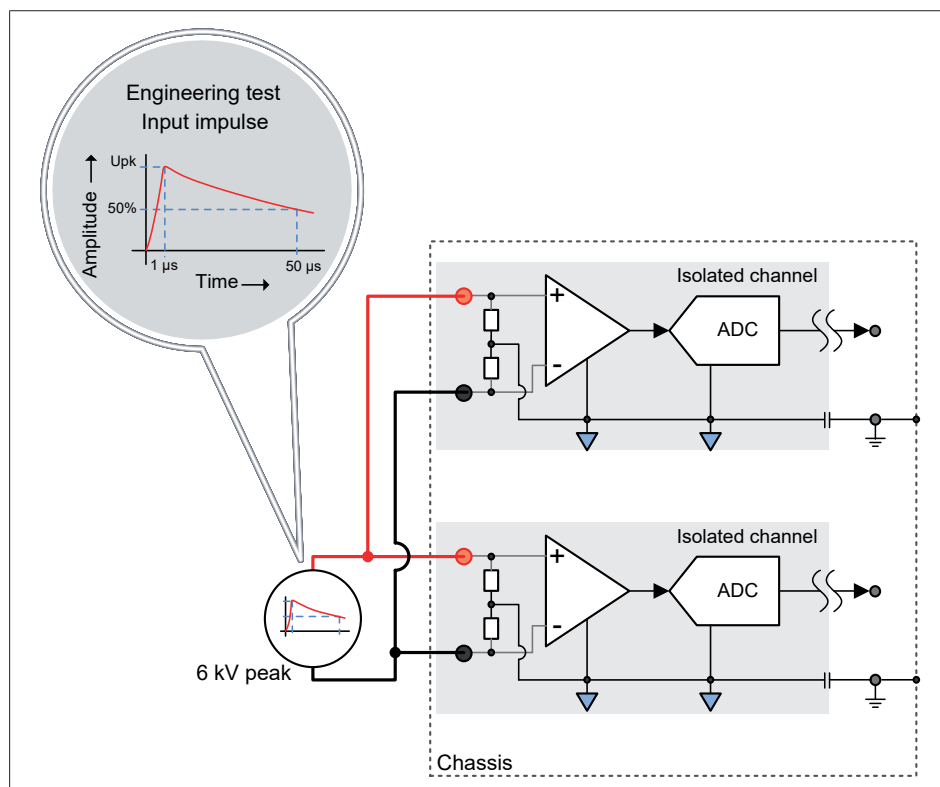 Engineering test
Input impulse
Upk
50%
Amplitude
1 µs
50 µs
Time
Isolated channel
+
ADC
-
Isolated channel
+
ADC
-
6 kV peak
Chassis